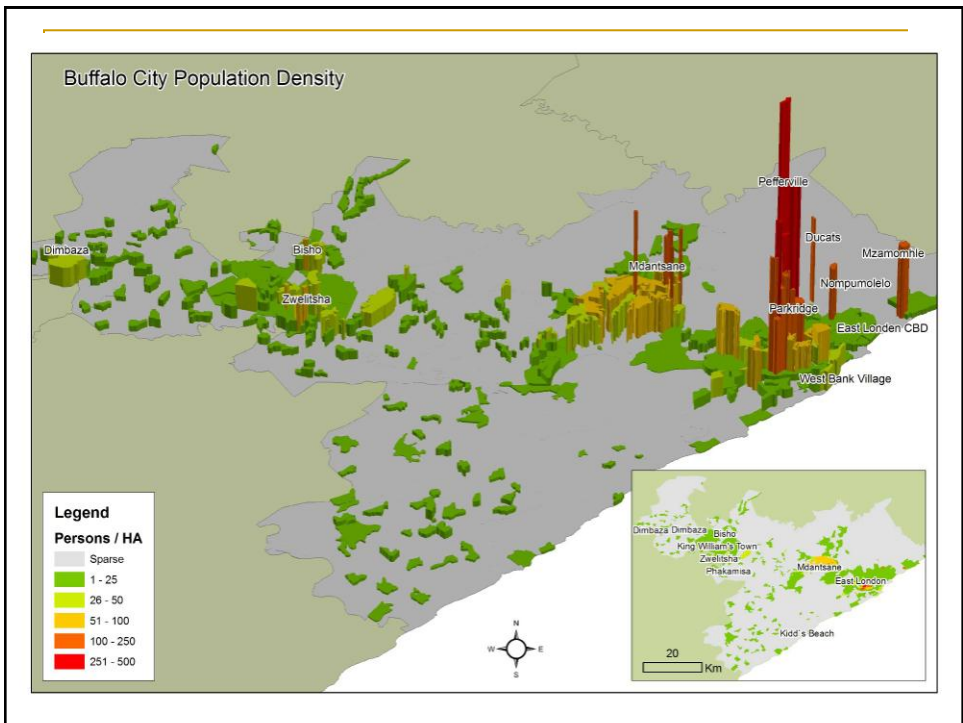 Buffalo City Population Density
Pefferville
Dimbaza
Bisho
Ducats
Mzamomhle
Mdantsane
Nompumolelo
Zwelitsha
Parkridge
East Londen CBD
West Bank Village
Legend
Persons / HA
Sparse
1 - 25
26 - 50
51 - 100
100 - 250
251 - 500
N
W E
S
Dimbaza Dimbaza
Bisho
King William's Town
Zwelitsha
Phakamisa
Mdantsane
East London
Kidd`s Beach
20
Km